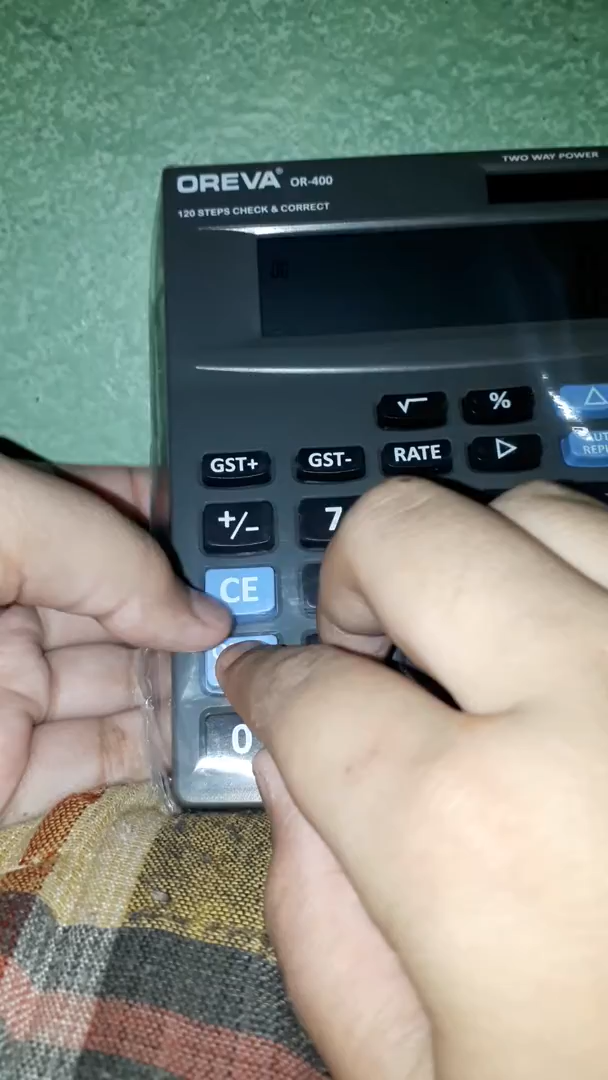 TWO WAY POWER
OREVA® OR-400
120 STEPS CHECK & CORRECT
√ %
GST+ GST- RATE
+/- 7
CE
0